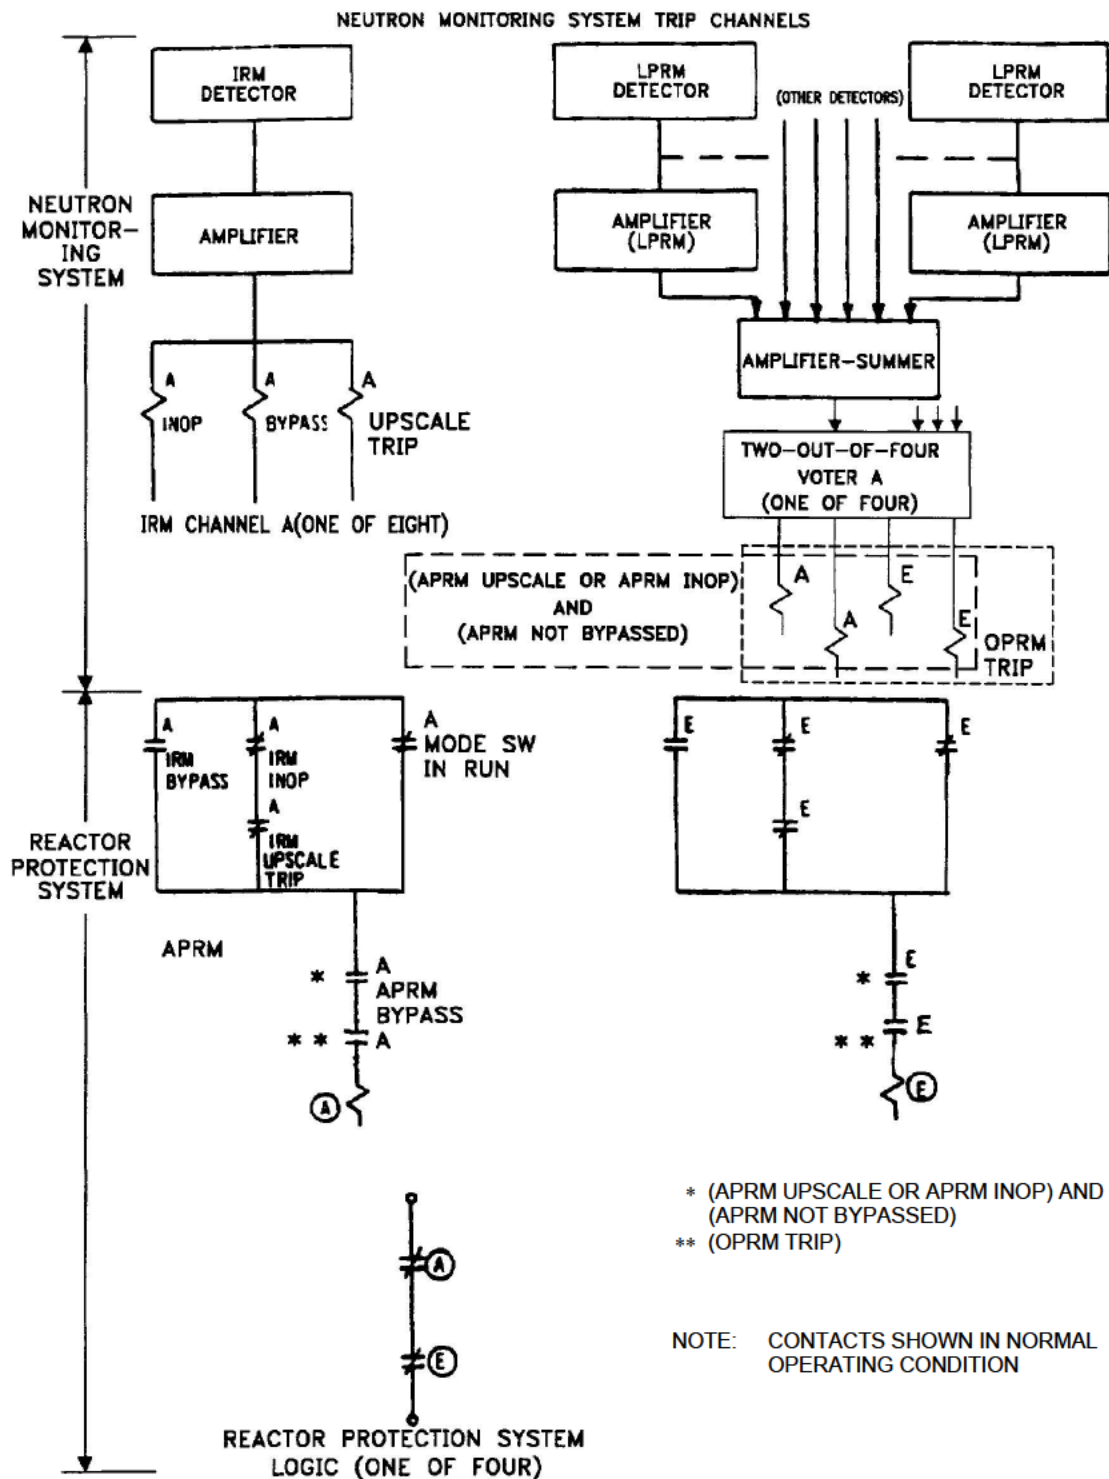 NEUTRON MONITORING SYSTEM TRIP CHANNELS
IRM
DETECTOR
LPRM
DETECTOR
(OTHER DETECTORS)
LPRM
DETECTOR
NEUTRON
MONITOR-
ING
SYSTEM
AMPLIFIER
AMPLIFIER
(LPRM)
AMPLIFIER
(LPRM)
AMPLIFIER-SUMMER
A
INOP
A
BYPASS
A
UPSCALE
TRIP
TWO-OUT-OF-FOUR
VOTER A
(ONE OF FOUR)
IRM CHANNEL A(ONE OF EIGHT)
(APRM UPSCALE OR APRM INOP)
AND
(APRM NOT BYPASSED)
A
E
A
E
OPRM
TRIP
REACTOR
PROTECTION
SYSTEM
A
IRM
BYPASS
A
IRM
INOP
A
MODE SW
IN RUN
A
IRM
UPSCALE
TRIP
E
E
E
E
APRM
* A
APRM
BYPASS
* * A
A
* E
* * E
E
* (APRM UPSCALE OR APRM INOP) AND
(APRM NOT BYPASSED)
** (OPRM TRIP)
A
E
NOTE: CONTACTS SHOWN IN NORMAL
OPERATING CONDITION
REACTOR PROTECTION SYSTEM
LOGIC (ONE OF FOUR)